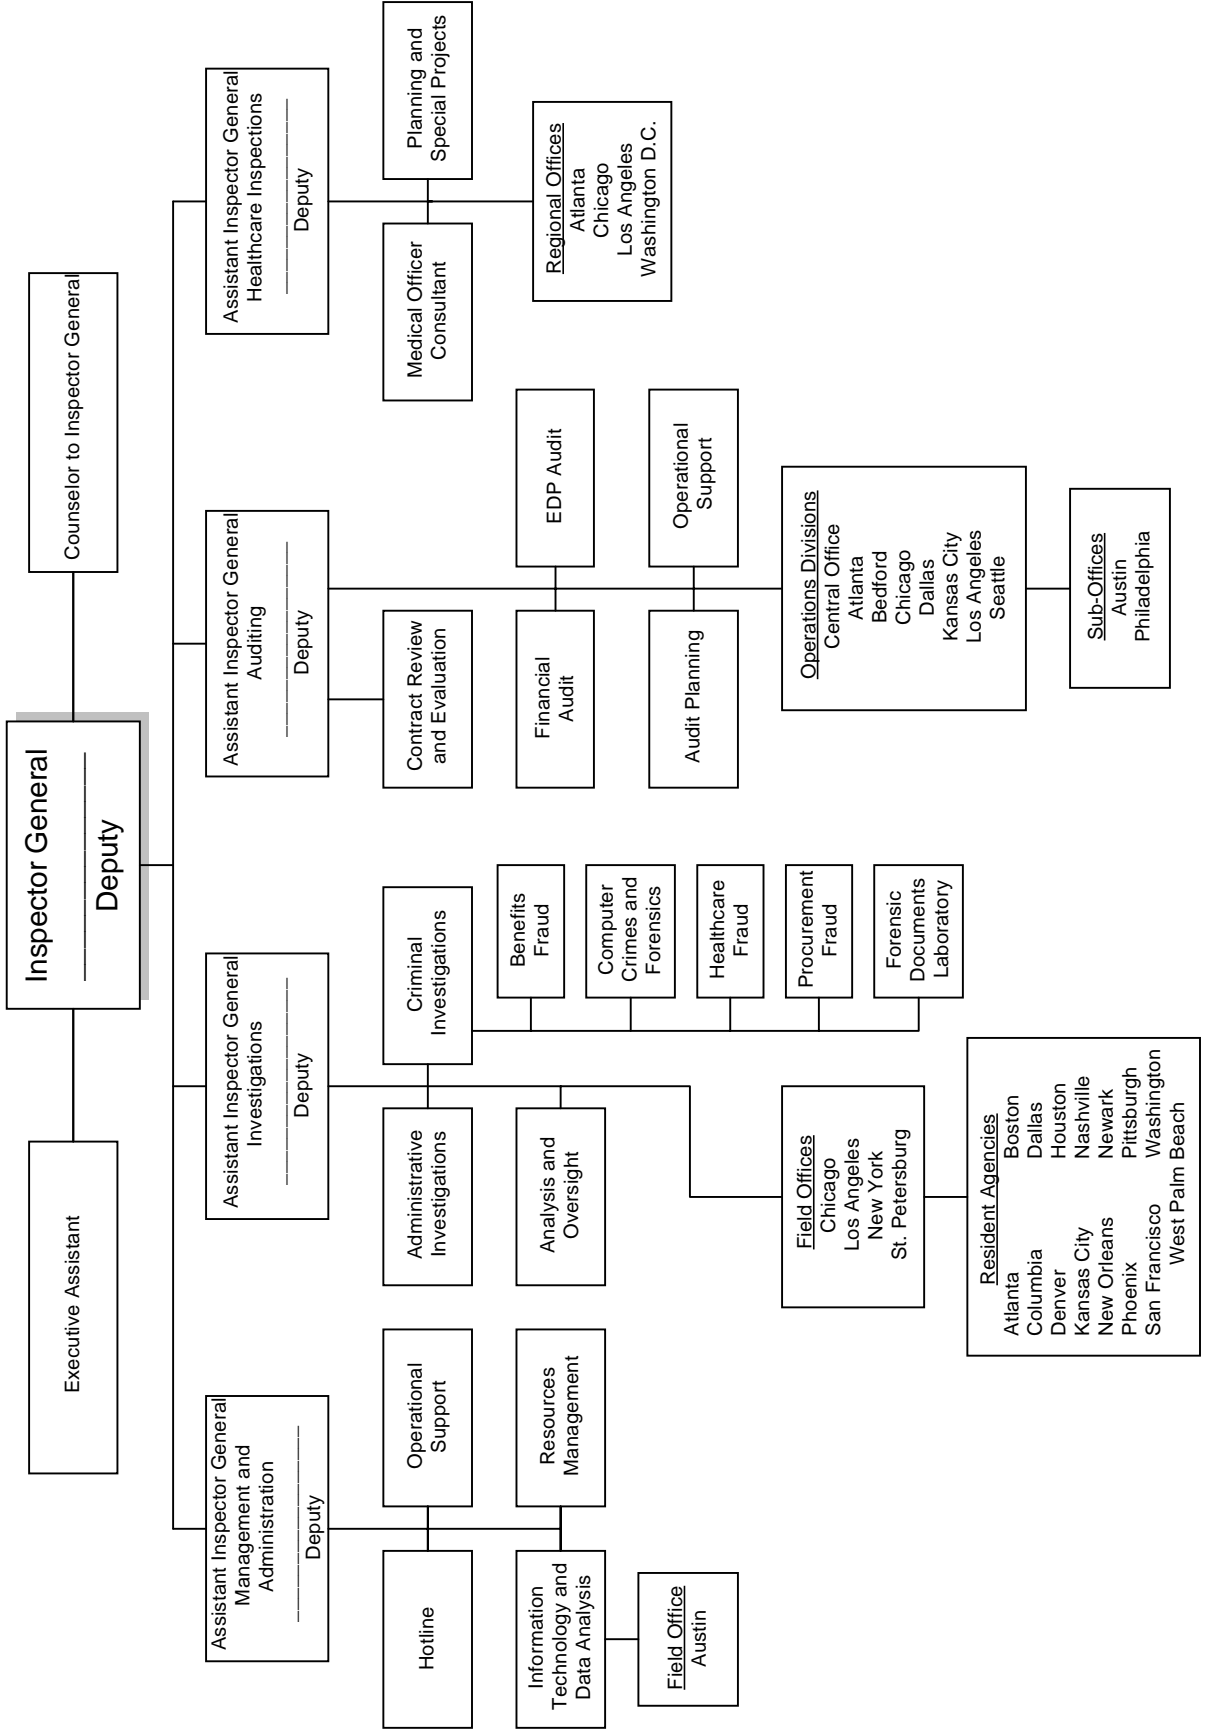 Inspector General
Deputy
Executive Assistant
Counselor to Inspector General
Assistant Inspector General
Management and
Administration
Deputy
Hotline
Operational
Support
Information
Technology and
Data Analysis
Resources
Management
Field Office
Austin
Assistant Inspector General
Investigations
Deputy
Administrative
Investigations
Criminal
Investigations
Analysis and
Oversight
Benefits
Fraud
Computer
Crimes and
Forensics
Healthcare
Fraud
Procurement
Fraud
Forensic
Documents
Laboratory
Field Offices
Chicago
Los Angeles
New York
St. Petersburg
Resident Agencies
Atlanta Boston
Columbia Dallas
Denver Houston
Kansas City Nashville
New Orleans Newark
Phoenix Pittsburgh
San Francisco Washington
West Palm Beach
Assistant Inspector General
Auditing
Deputy
Contract Review
and Evaluation
Financial
Audit
EDP Audit
Audit Planning
Operational
Support
Operations Divisions
Central Office
Atlanta
Bedford
Chicago
Dallas
Kansas City
Los Angeles
Seattle
Sub-Offices
Austin
Philadelphia
Assistant Inspector General
Healthcare Inspections
Deputy
Medical Officer
Consultant
Planning and
Special Projects
Regional Offices
Atlanta
Chicago
Los Angeles
Washington D.C.